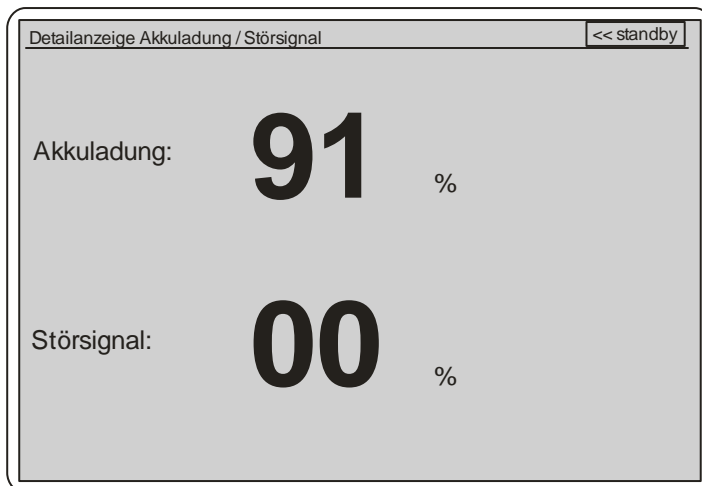 Detailanzeige Akkuladung / Störsignal << standby
Akkuladung: 91 %
Störsignal: 00 %